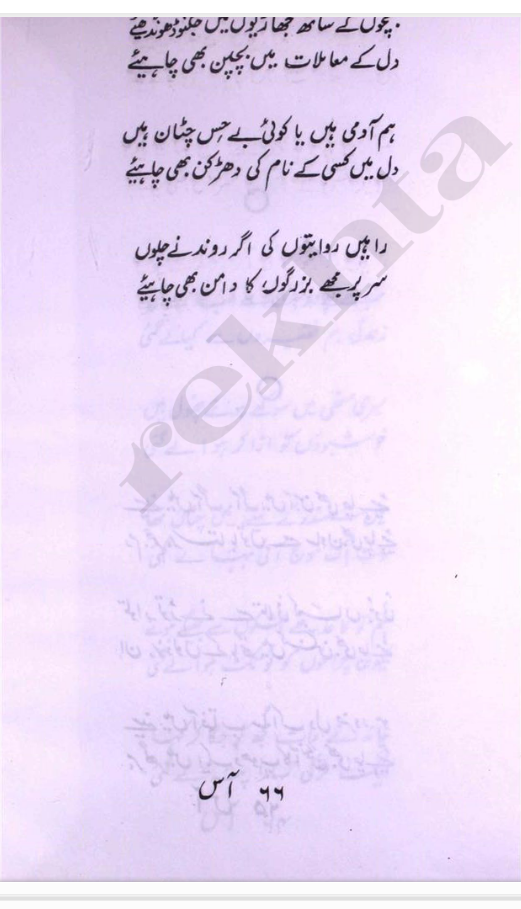 بچوں کے ساتھ جھاڑیوں میں جگنو ڈھونڈھیئے
دل کے معاملات میں بچپن بھی چاہیئے
ہم آدمی ہیں یا کوئی بے حِس چٹان ہیں
دل میں کسی کے نام کی دھڑکن بھی چاہیئے
راہیں روایتوں کی اگر روندنے چلوں
سر پر مجھے بزرگوں کا دامن بھی چاہیئے
rekhta
۶۶ آس